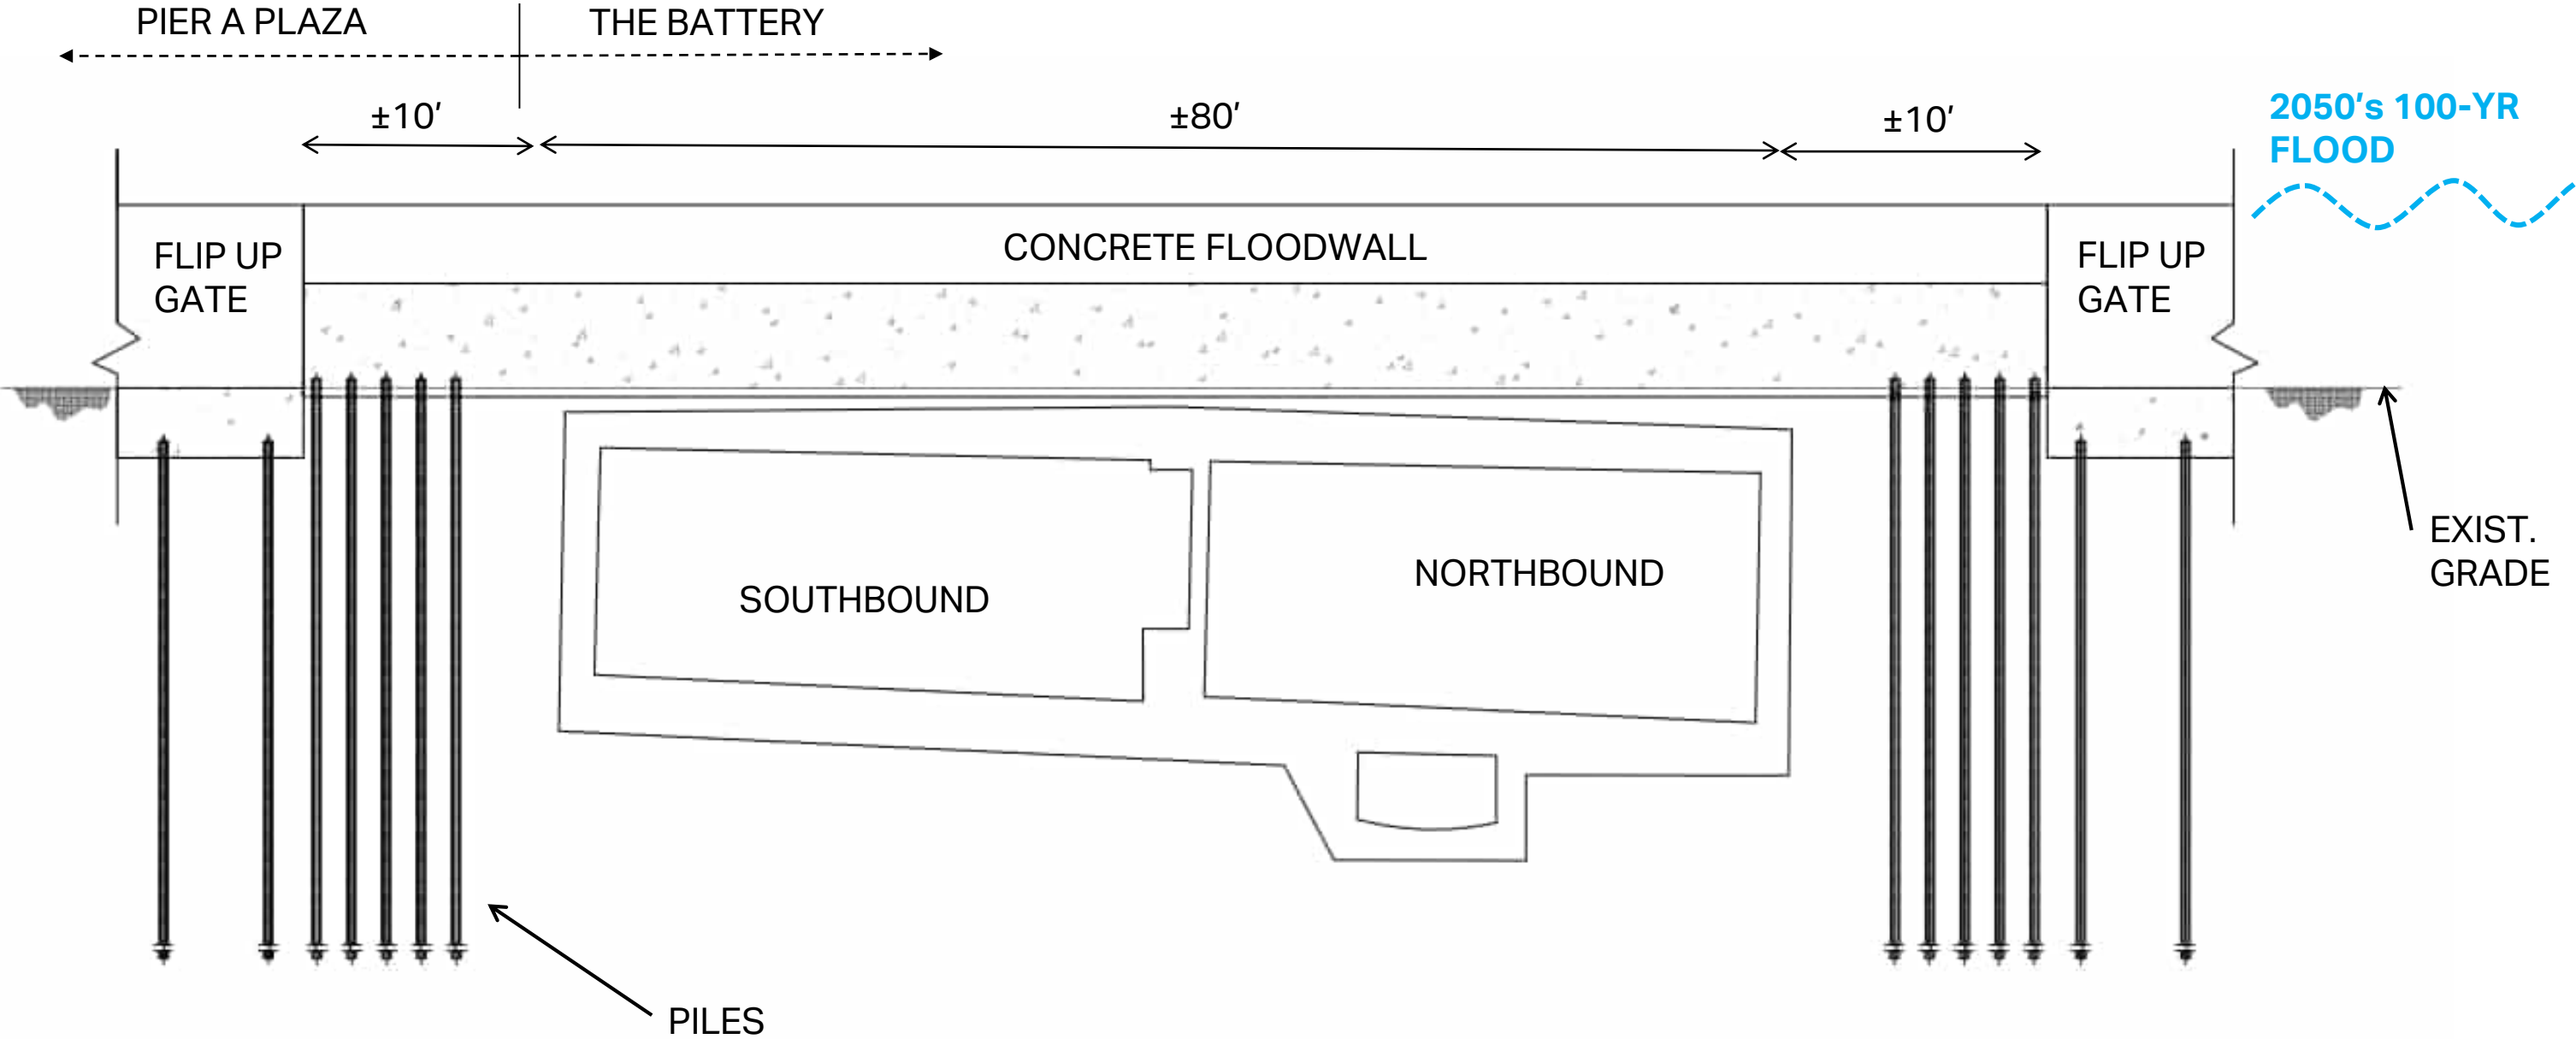 PIER A PLAZA
THE BATTERY
±10′
±80′
±10′
2050’s 100-YR
FLOOD
FLIP UP
GATE
CONCRETE FLOODWALL
FLIP UP
GATE
SOUTHBOUND
NORTHBOUND
EXIST.
GRADE
PILES